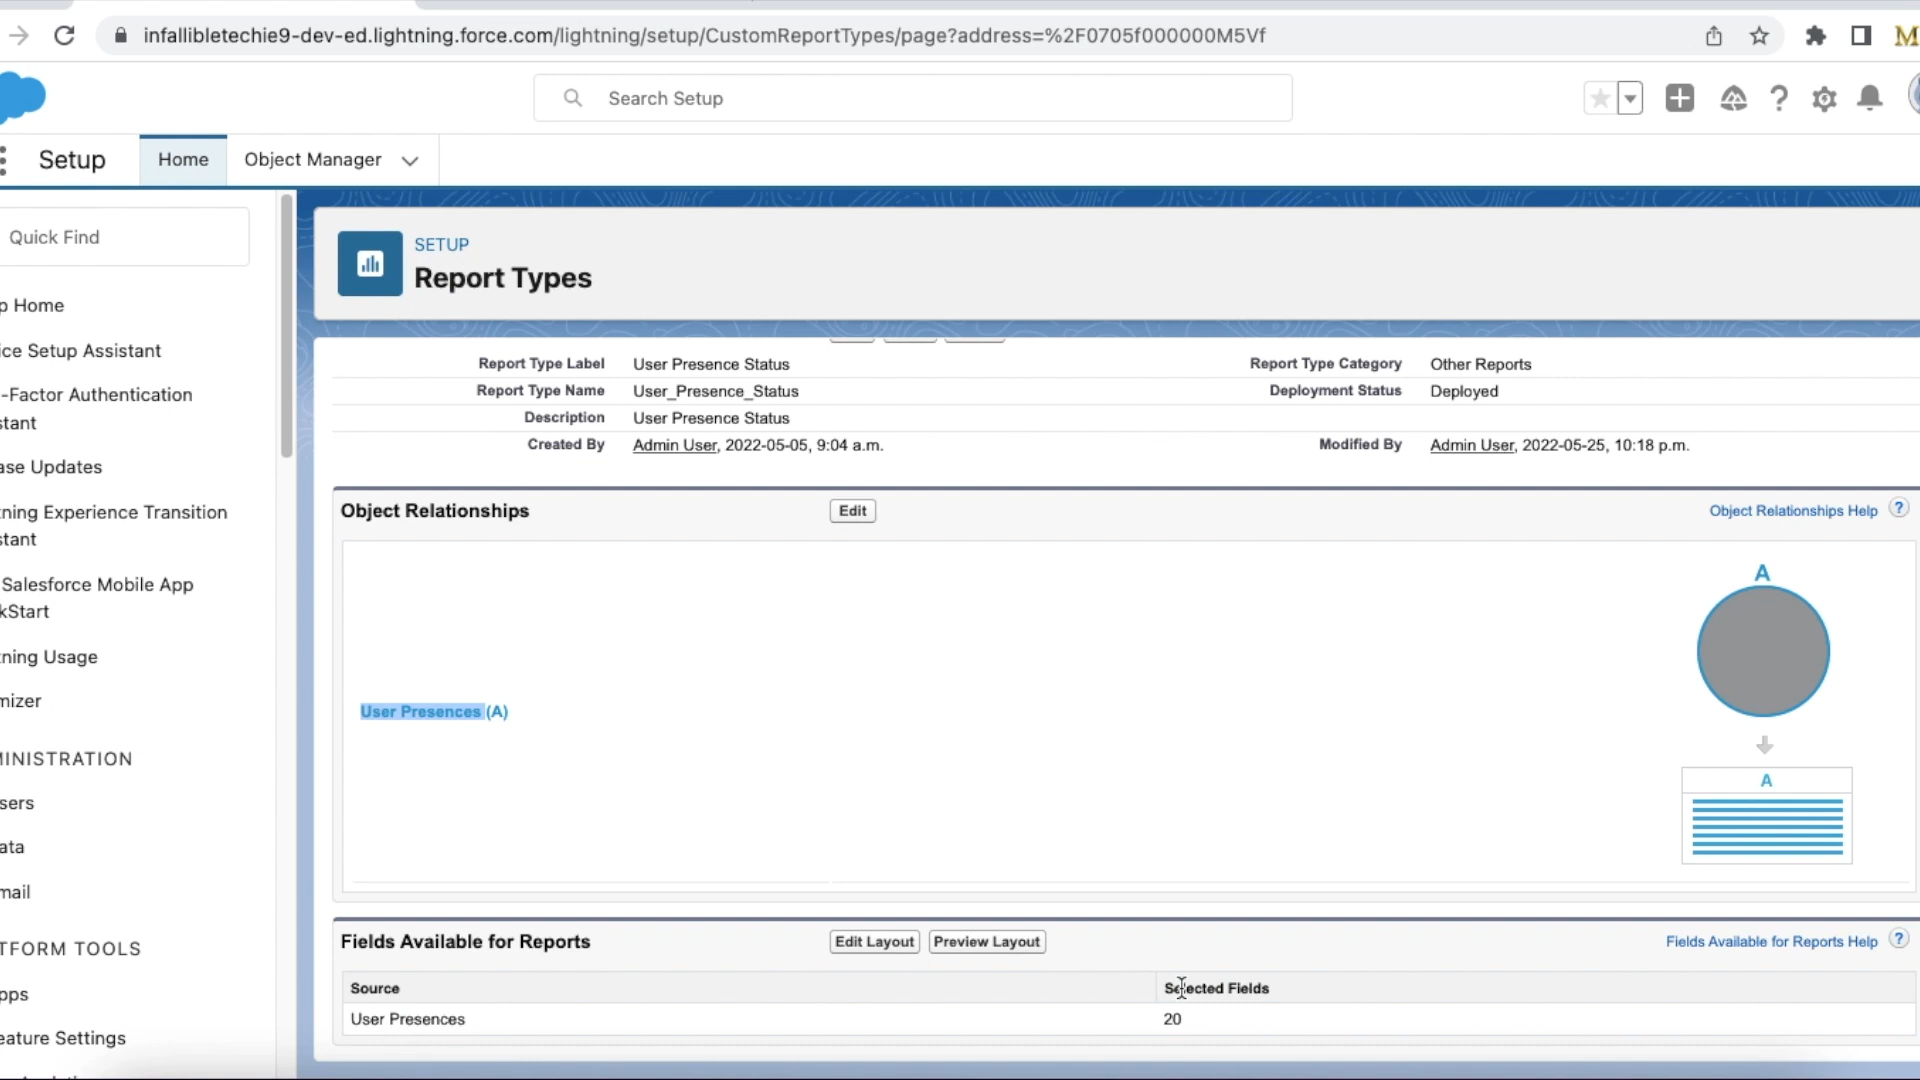 infallibletechie9-dev-ed.lightning.force.com/lightning/setup/CustomReportTypes/page?address=%2F0705f000000M5Vf
M
Search Setup
Setup
Home
Object Manager
Quick Find
p Home
ice Setup Assistant
-Factor Authentication
stant
ase Updates
tning Experience Transition
stant
Salesforce Mobile App
kStart
tning Usage
mizer
MINISTRATION
sers
ata
mail
TFORM TOOLS
pps
eature Settings
SETUP
Report Types
Report Type Label User Presence Status Report Type Category Other Reports
Report Type Name User_Presence_Status Deployment Status Deployed
Description User Presence Status
Created By Admin User, 2022-05-05, 9:04 a.m. Modified By Admin User, 2022-05-25, 10:18 p.m.
Object Relationships Edit Object Relationships Help ?
A
User Presences (A)
A
Fields Available for Reports Edit Layout Preview Layout Fields Available for Reports Help ?
Source Selected Fields
User Presences 20